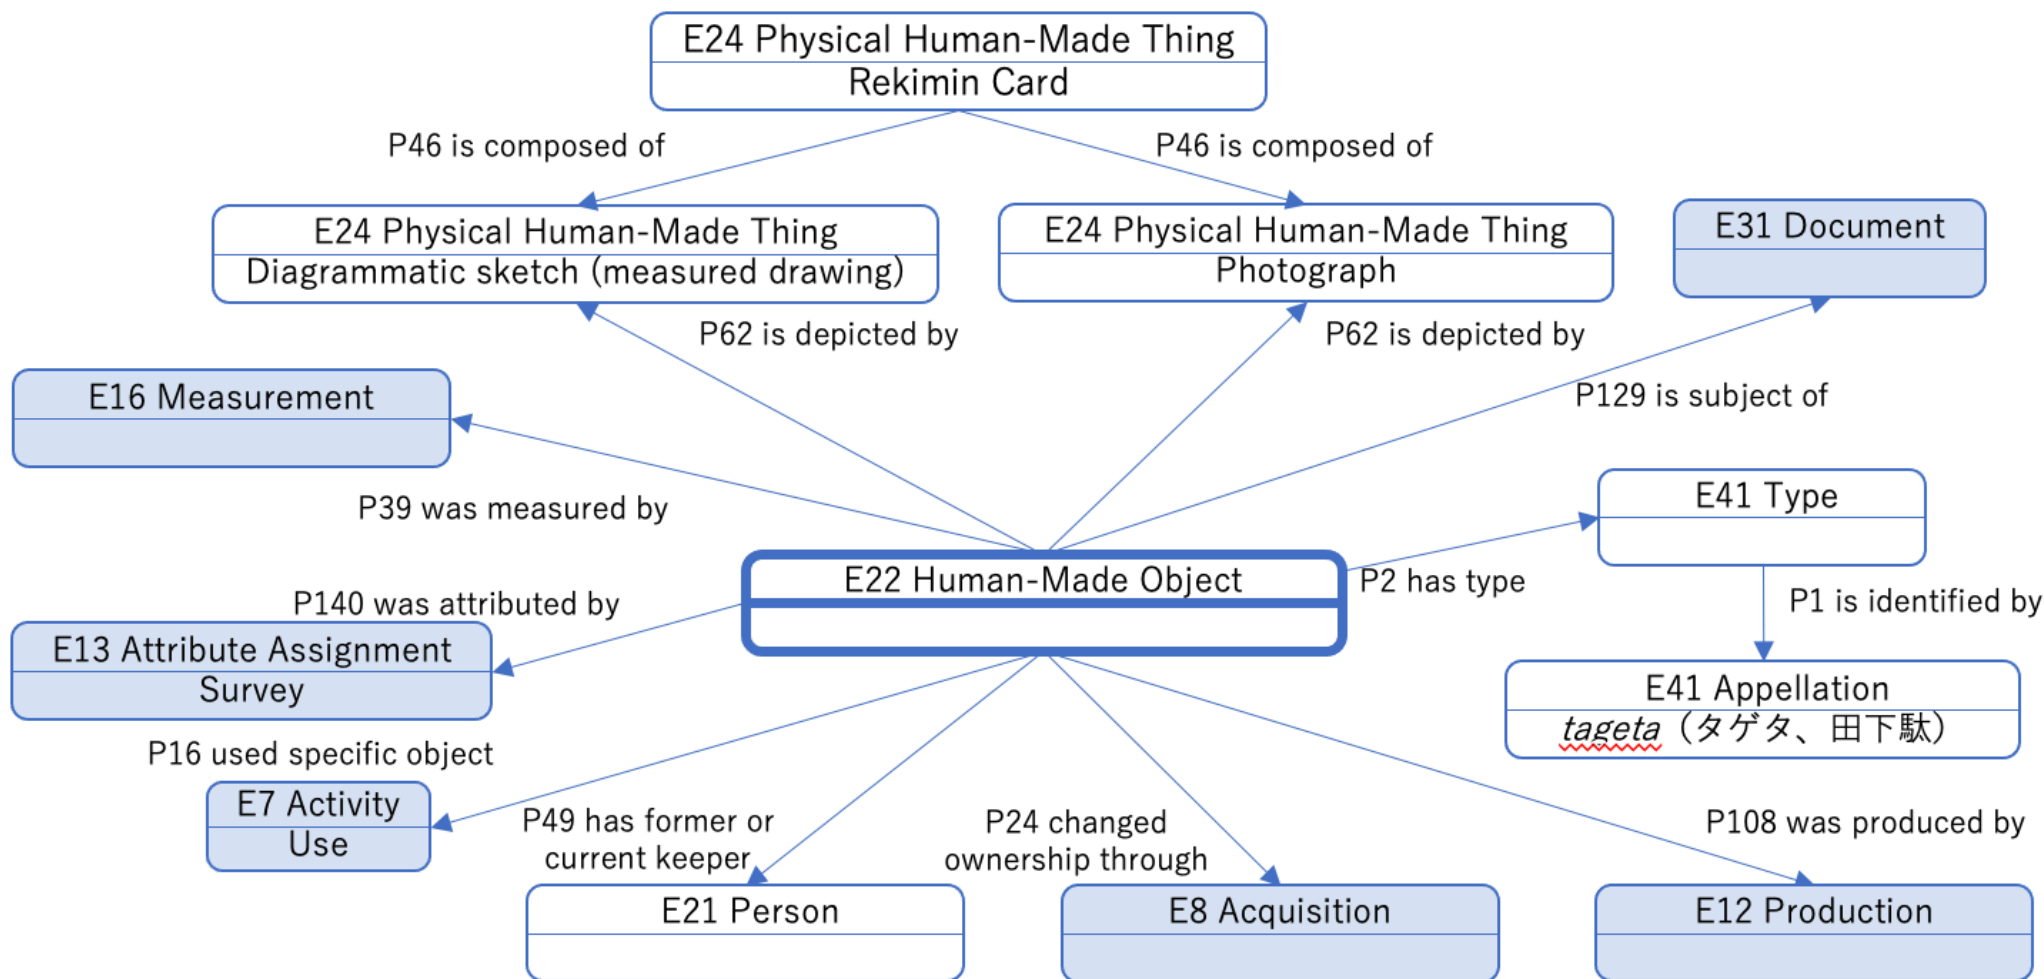 E24 Physical Human-Made Thing
Rekimin Card
P46 is composed of
P46 is composed of
E24 Physical Human-Made Thing
Diagrammatic sketch (measured drawing)
E24 Physical Human-Made Thing
Photograph
E31 Document
P62 is depicted by
P62 is depicted by
E16 Measurement
P129 is subject of
P39 was measured by
E41 Type
E22 Human-Made Object
P2 has type
P140 was attributed by
P1 is identified by
E13 Attribute Assignment
Survey
E41 Appellation
tageta（タゲタ、田下駄）
P16 used specific object
E7 Activity
Use
P49 has former or
current keeper
P24 changed
ownership through
P108 was produced by
E21 Person
E8 Acquisition
E12 Production